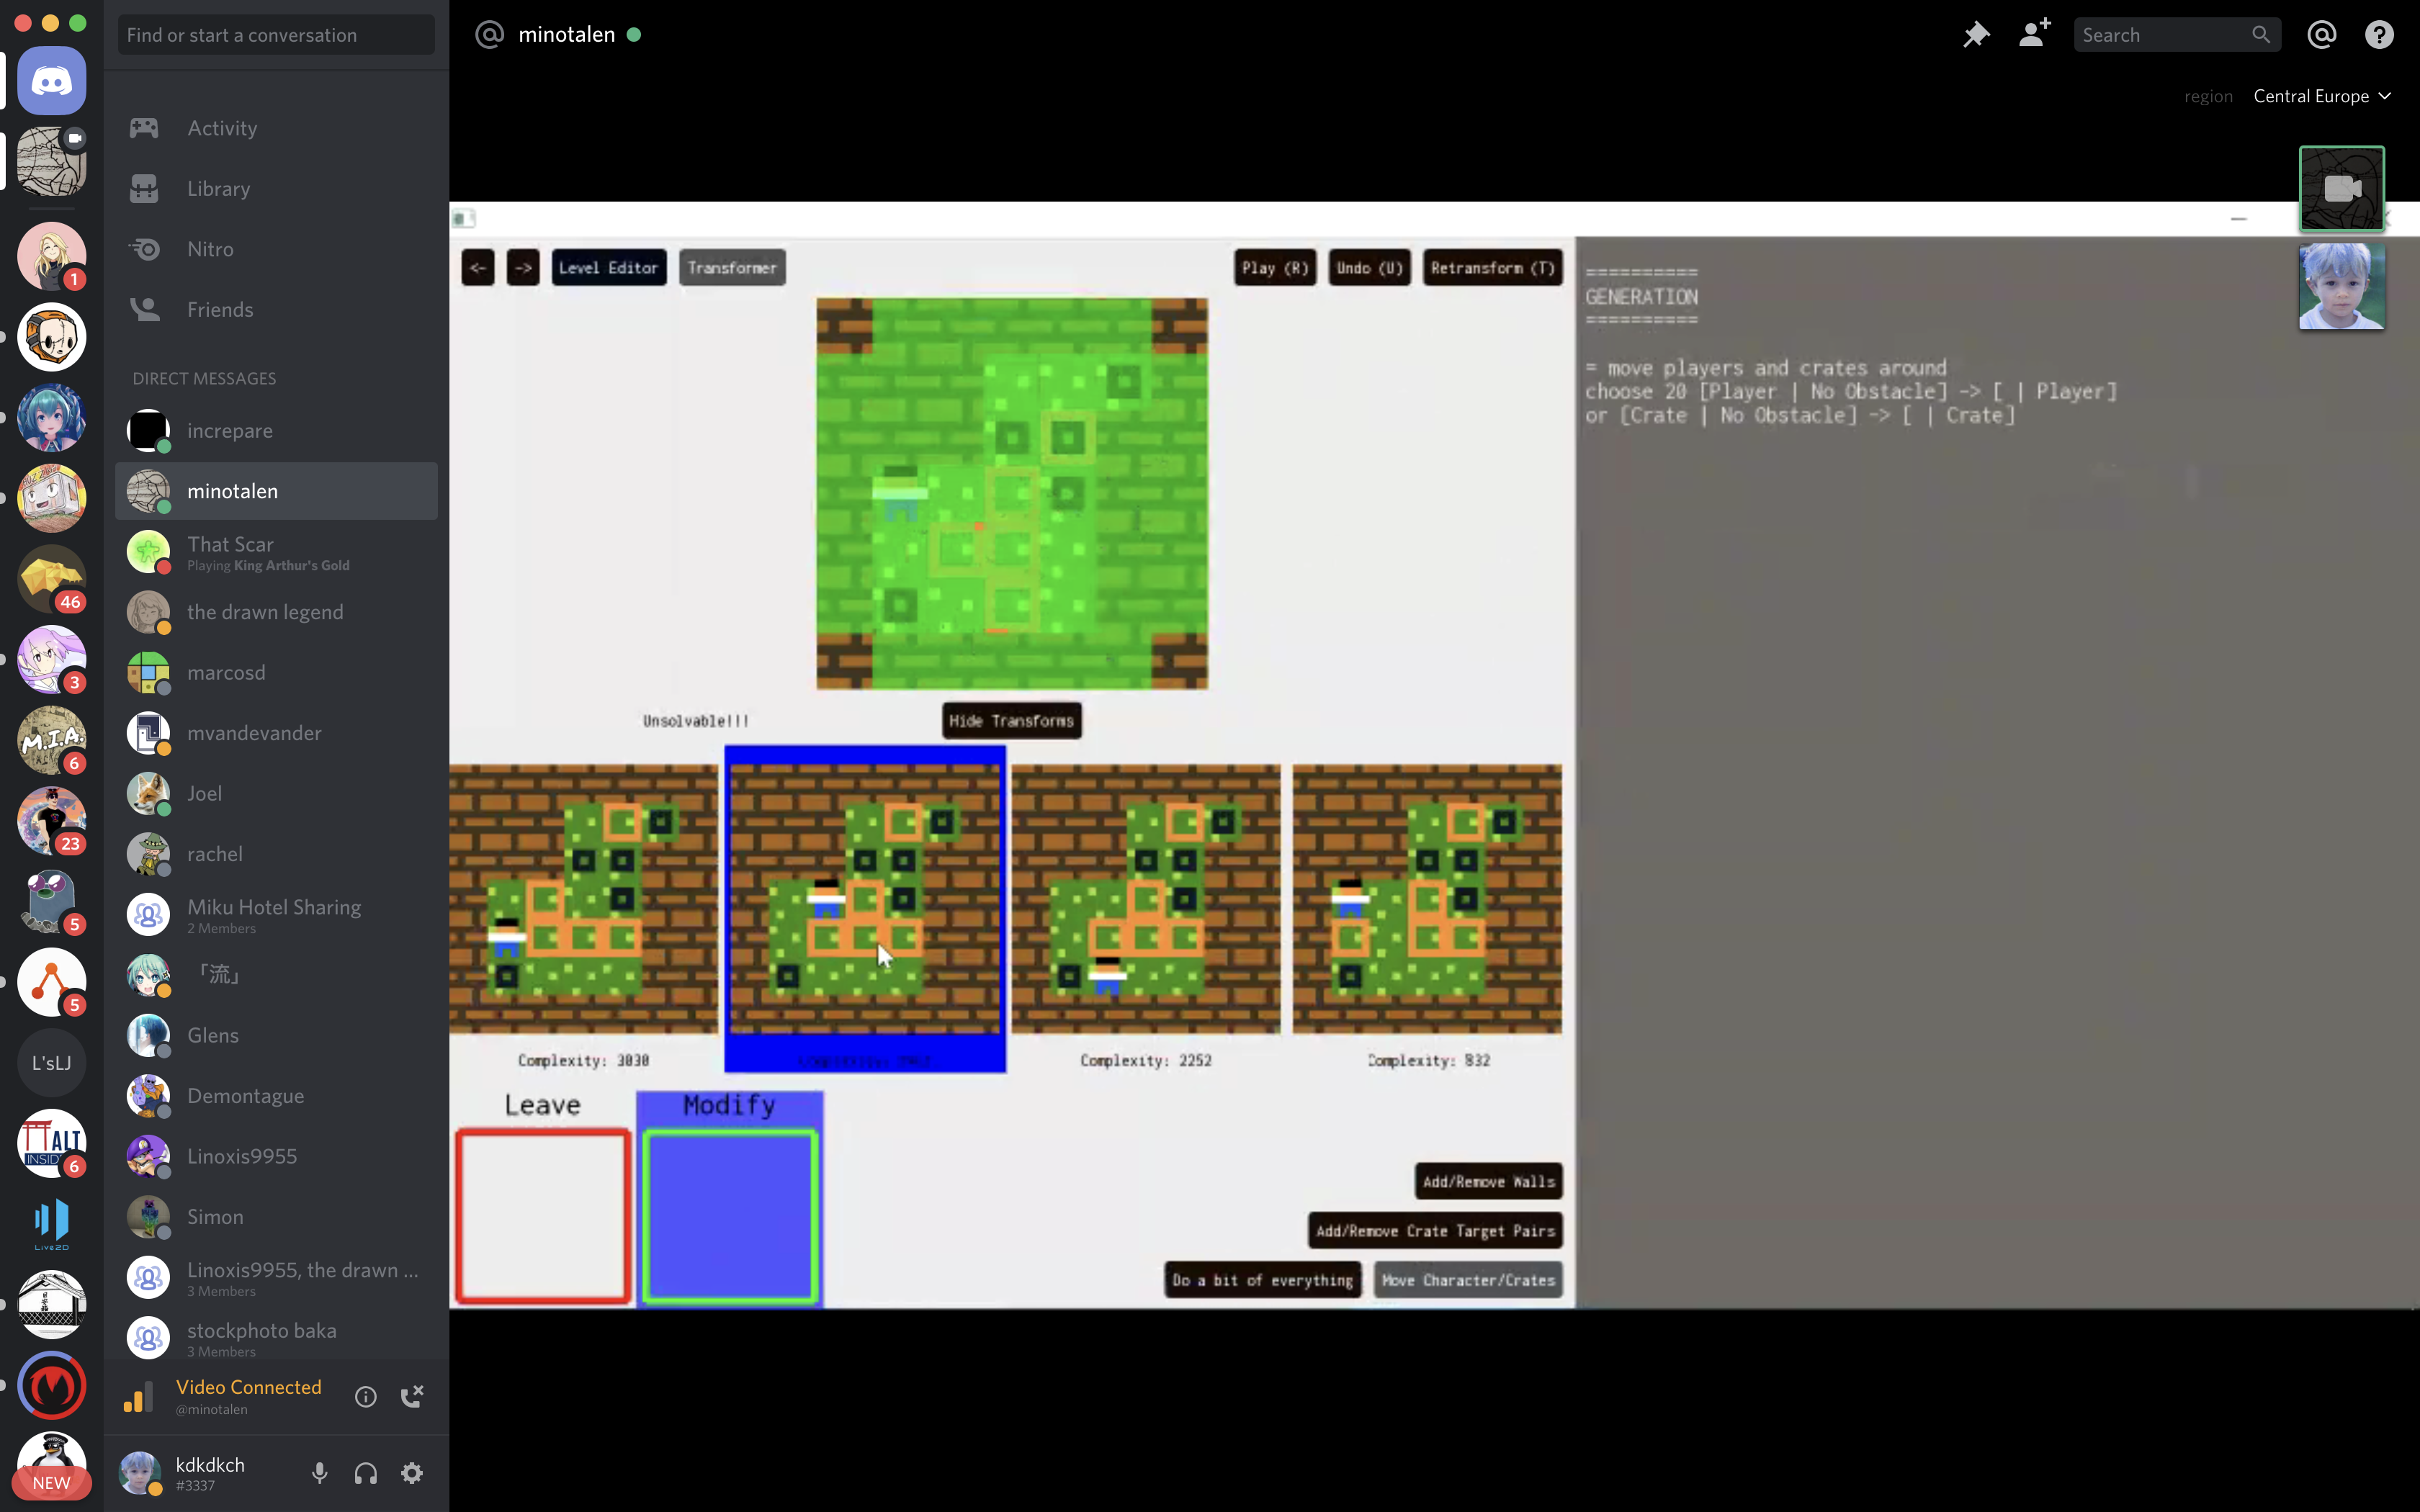 Find or start a conversation
Activity
Library
Nitro
Friends
DIRECT MESSAGES
increpare
minotalen
That Scar
Playing King Arthur's Gold
the drawn legend
marcosd
mvandevander
Joel
rachel
Miku Hotel Sharing
2 Members
「流」
Glens
Demontague
Linoxis9955
Simon
Linoxis9955, the drawn ...
3 Members
stockphoto baka
3 Members
Video Connected
@minotalen
kdkdkch
#3337
1
46
3
M.I.A.
6
23
5
5
L'sLJ
ALT
INSID
6
Live2D
NEW
@ minotalen
Search
region Central Europe
<- -> Level Editor Transformer
Play (R) Undo (U) Retransform (T)
Unsolvable!!!
Hide Transforms
Complexity: 3030
Complexity: 2252
Complexity: 832
Leave
Modify
Add/Remove Walls
Add/Remove Crate Target Pairs
Do a bit of everything
Move Character/Crates
==========
GENERATION
==========
= move players and crates around
choose 20 [Player | No Obstacle] -> [ | Player]
or [Crate | No Obstacle] -> [ | Crate]